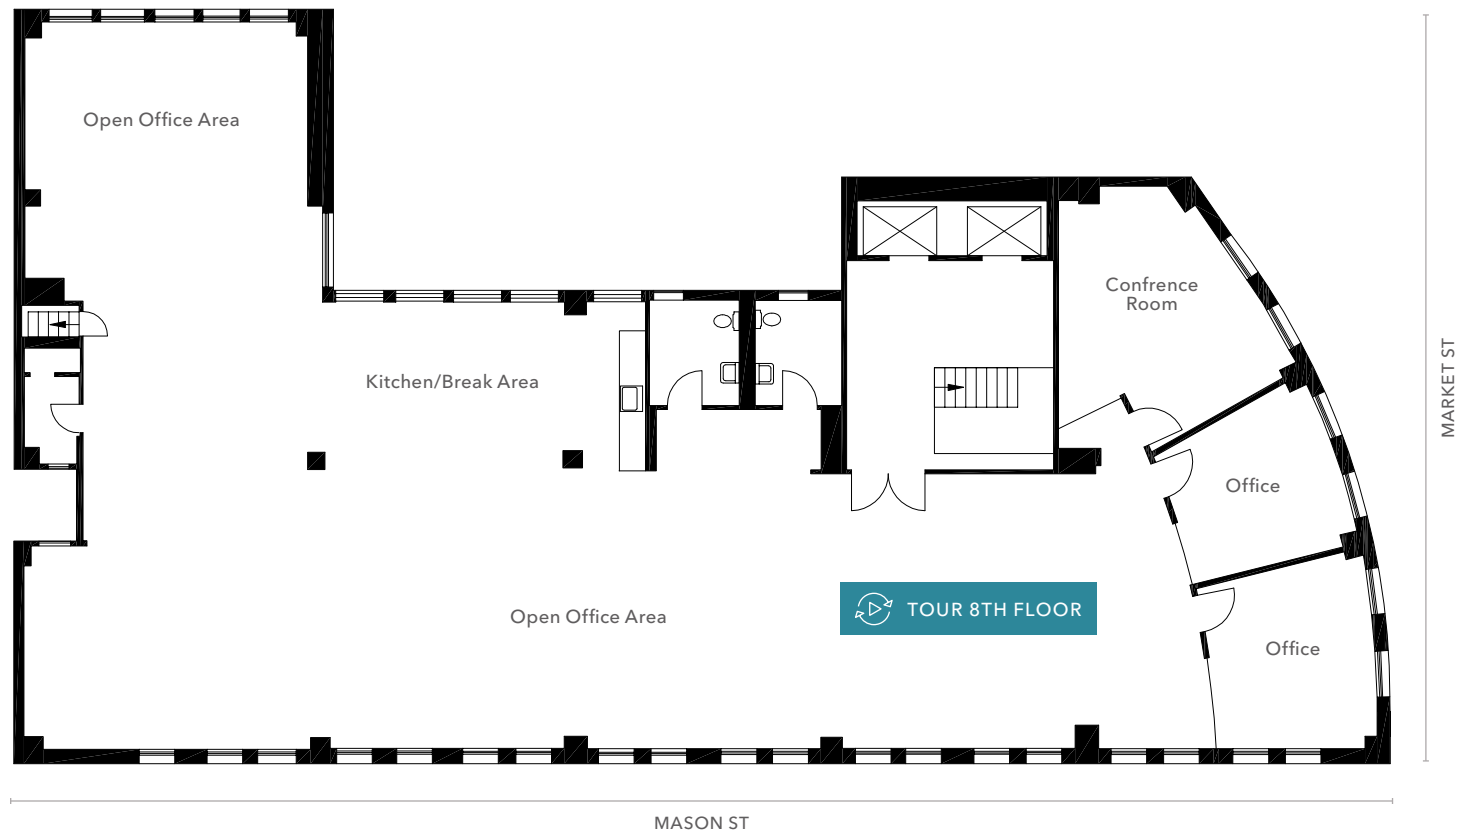 Open Office Area
Confrence
Room
Kitchen/Break Area
Office
Open Office Area
TOUR 8TH FLOOR
Office
MARKET ST
MASON ST